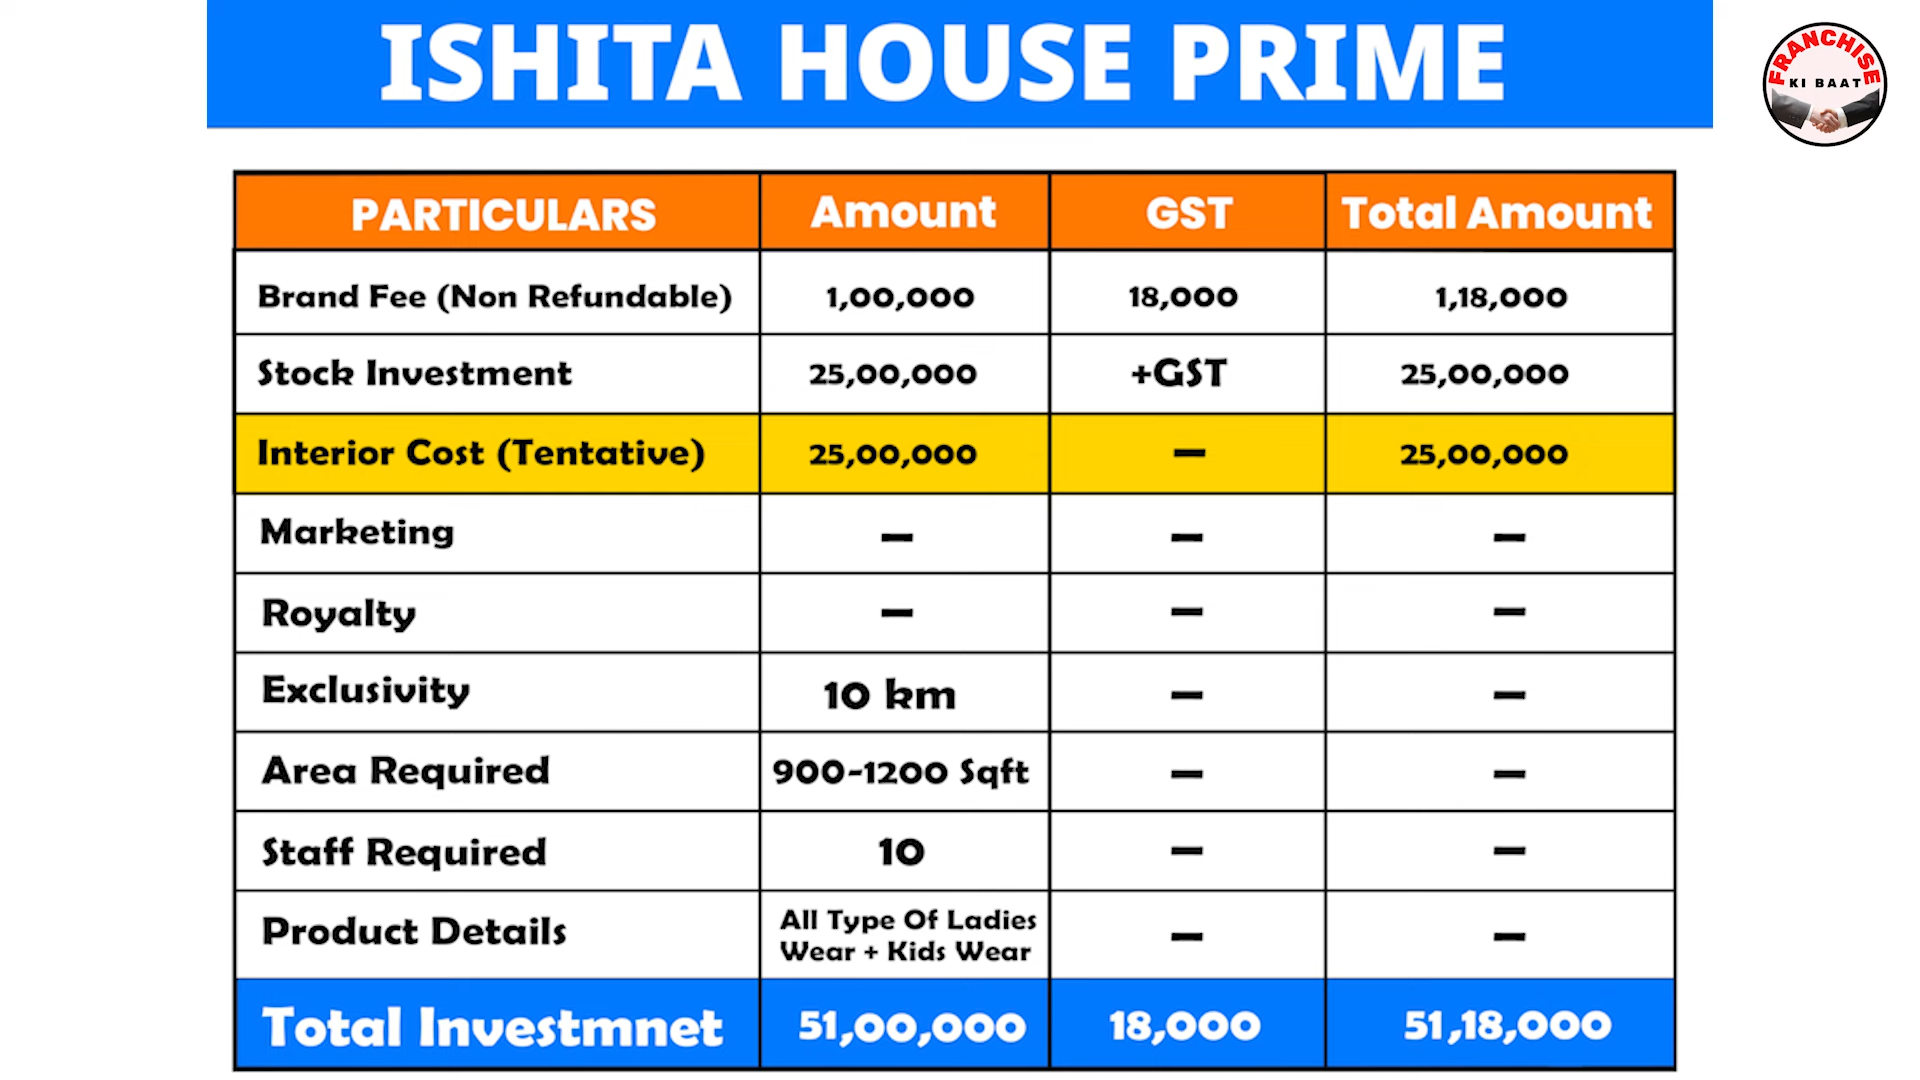 ISHITA HOUSE PRIME
FRANCHISE
KI BAAT
PARTICULARS Amount GST Total Amount
Brand Fee (Non Refundable) 1,00,000 18,000 1,18,000
Stock Investment 25,00,000 +GST 25,00,000
Interior Cost (Tentative) 25,00,000 – 25,00,000
Marketing – – –
Royalty – – –
Exclusivity 10 km – –
Area Required 900-1200 Sqft – –
Staff Required 10 – –
Product Details All Type Of Ladies
Wear + Kids Wear – –
Total Investmnet 51,00,000 18,000 51,18,000